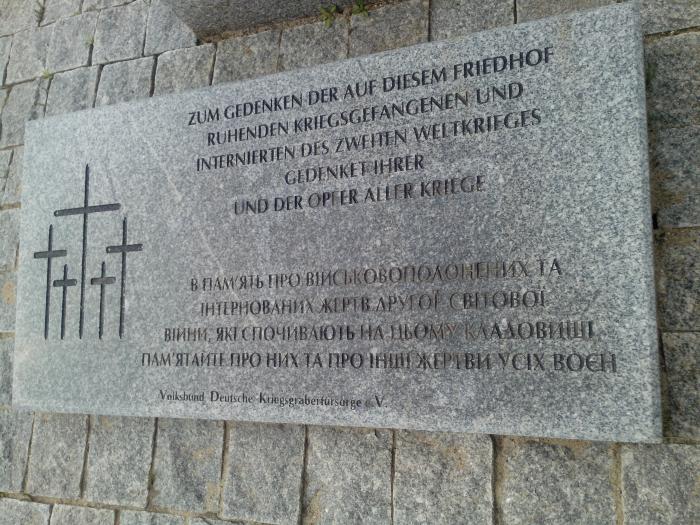 ZUM GEDENKEN DER AUF DIESEM FRIEDHOF
RUHENDEN KRIEGSGEFANGENEN UND
INTERNIERTEN DES ZWEITEN WELTKRIEGES
GEDENKET IHRER
UND DER OPFER ALLER KRIEGE
В ПАМ'ЯТЬ ПРО ВІЙСЬКОВОПОЛОНЕНИХ ТА
ІНТЕРНОВАНИХ ЖЕРТВ ДРУГОЇ СВІТОВОЇ
ВІЙНИ, ЯКІ СПОЧИВАЮТЬ НА ЦЬОМУ КЛАДОВИЩІ
ПАМ'ЯТАЙТЕ ПРО НИХ ТА ПРО ІНШІ ЖЕРТВИ УСІХ ВОЄН
Volksbund Deutsche Kriegsgräberfürsorge e.V.